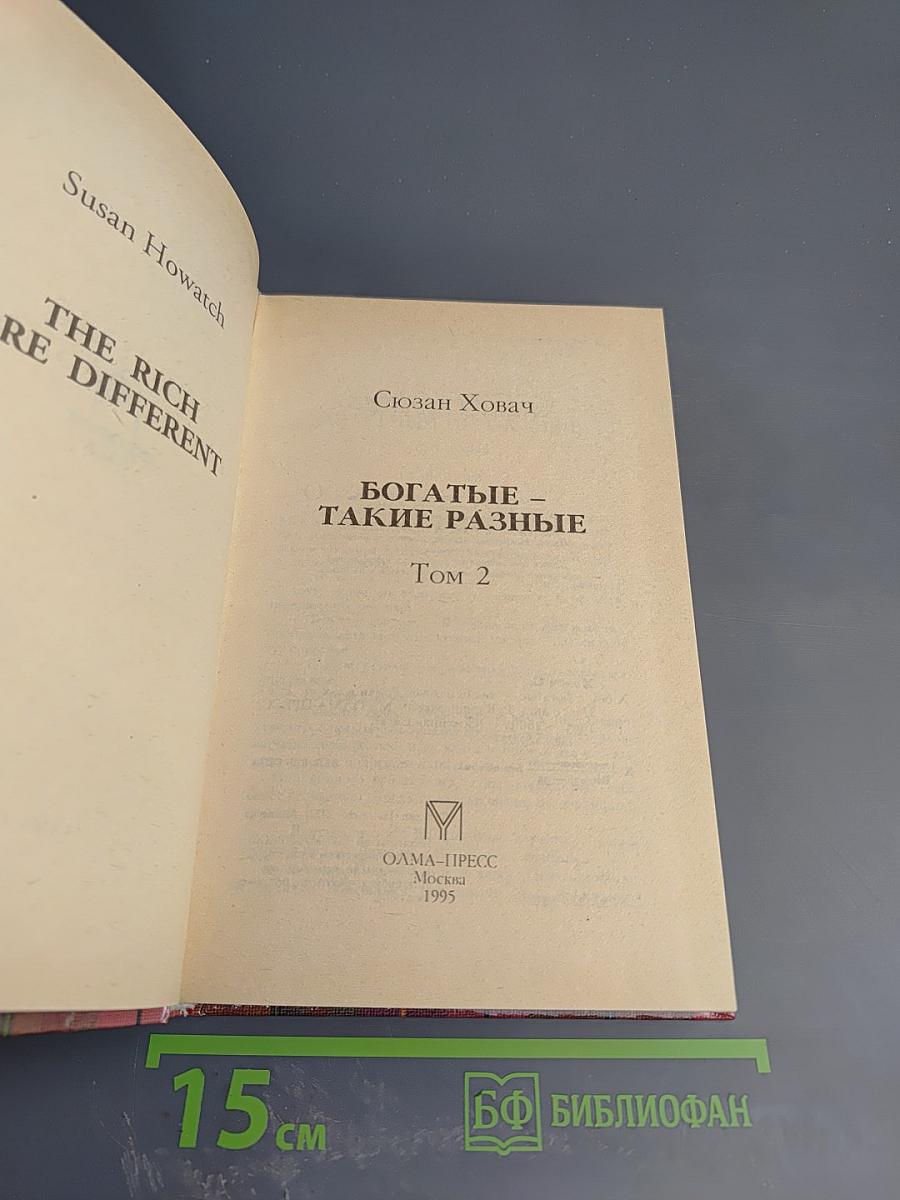 Susan Howatch
THE RICH
RE DIFFERENT
Сюзан Ховач
БОГАТЫЕ –
ТАКИЕ РАЗНЫЕ
Том 2
ОЛМА–ПРЕСС
Москва
1995
15 см
БФ БИБЛИОФАН